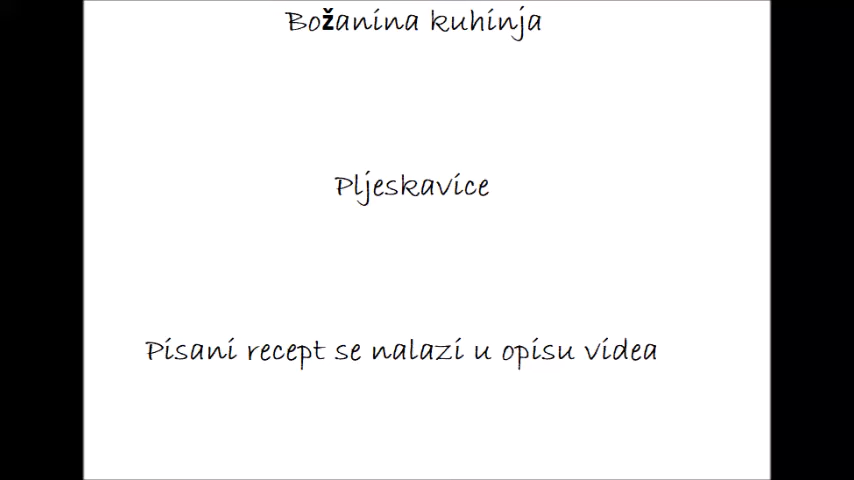 Božanina kuhinja
Pljeskavice
Pisani recept se nalazi u opisu videa